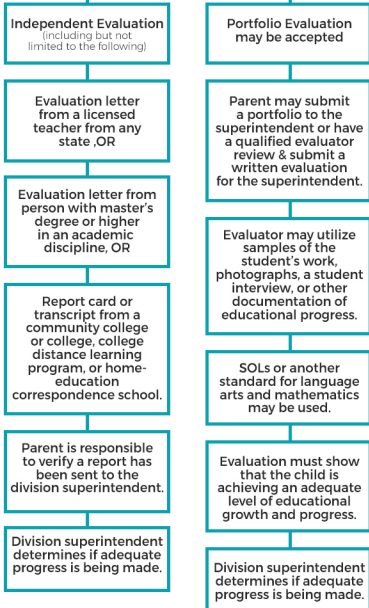 Independent Evaluation
(including but not
limited to the following)
Evaluation letter
from a licensed
teacher from any
state ,OR
Evaluation letter from
person with master's
degree or higher
in an academic
discipline, OR
Report card or
transcript from a
community college
or college, college
distance learning
program, or home-
education
correspondence school.
Parent is responsible
to verify a report has
been sent to the
division superintendent.
Division superintendent
determines if adequate
progress is being made.
Portfolio Evaluation
may be accepted
Parent may submit
a portfolio to the
superintendent or have
a qualified evaluator
review & submit a
written evaluation
for the superintendent.
Evaluator may utilize
samples of the
student's work,
photographs, a student
interview, or other
documentation of
educational progress.
SOLs or another
standard for language
arts and mathematics
may be used.
Evaluation must show
that the child is
achieving an adequate
level of educational
growth and progress.
Division superintendent
determines if adequate
progress is being made.